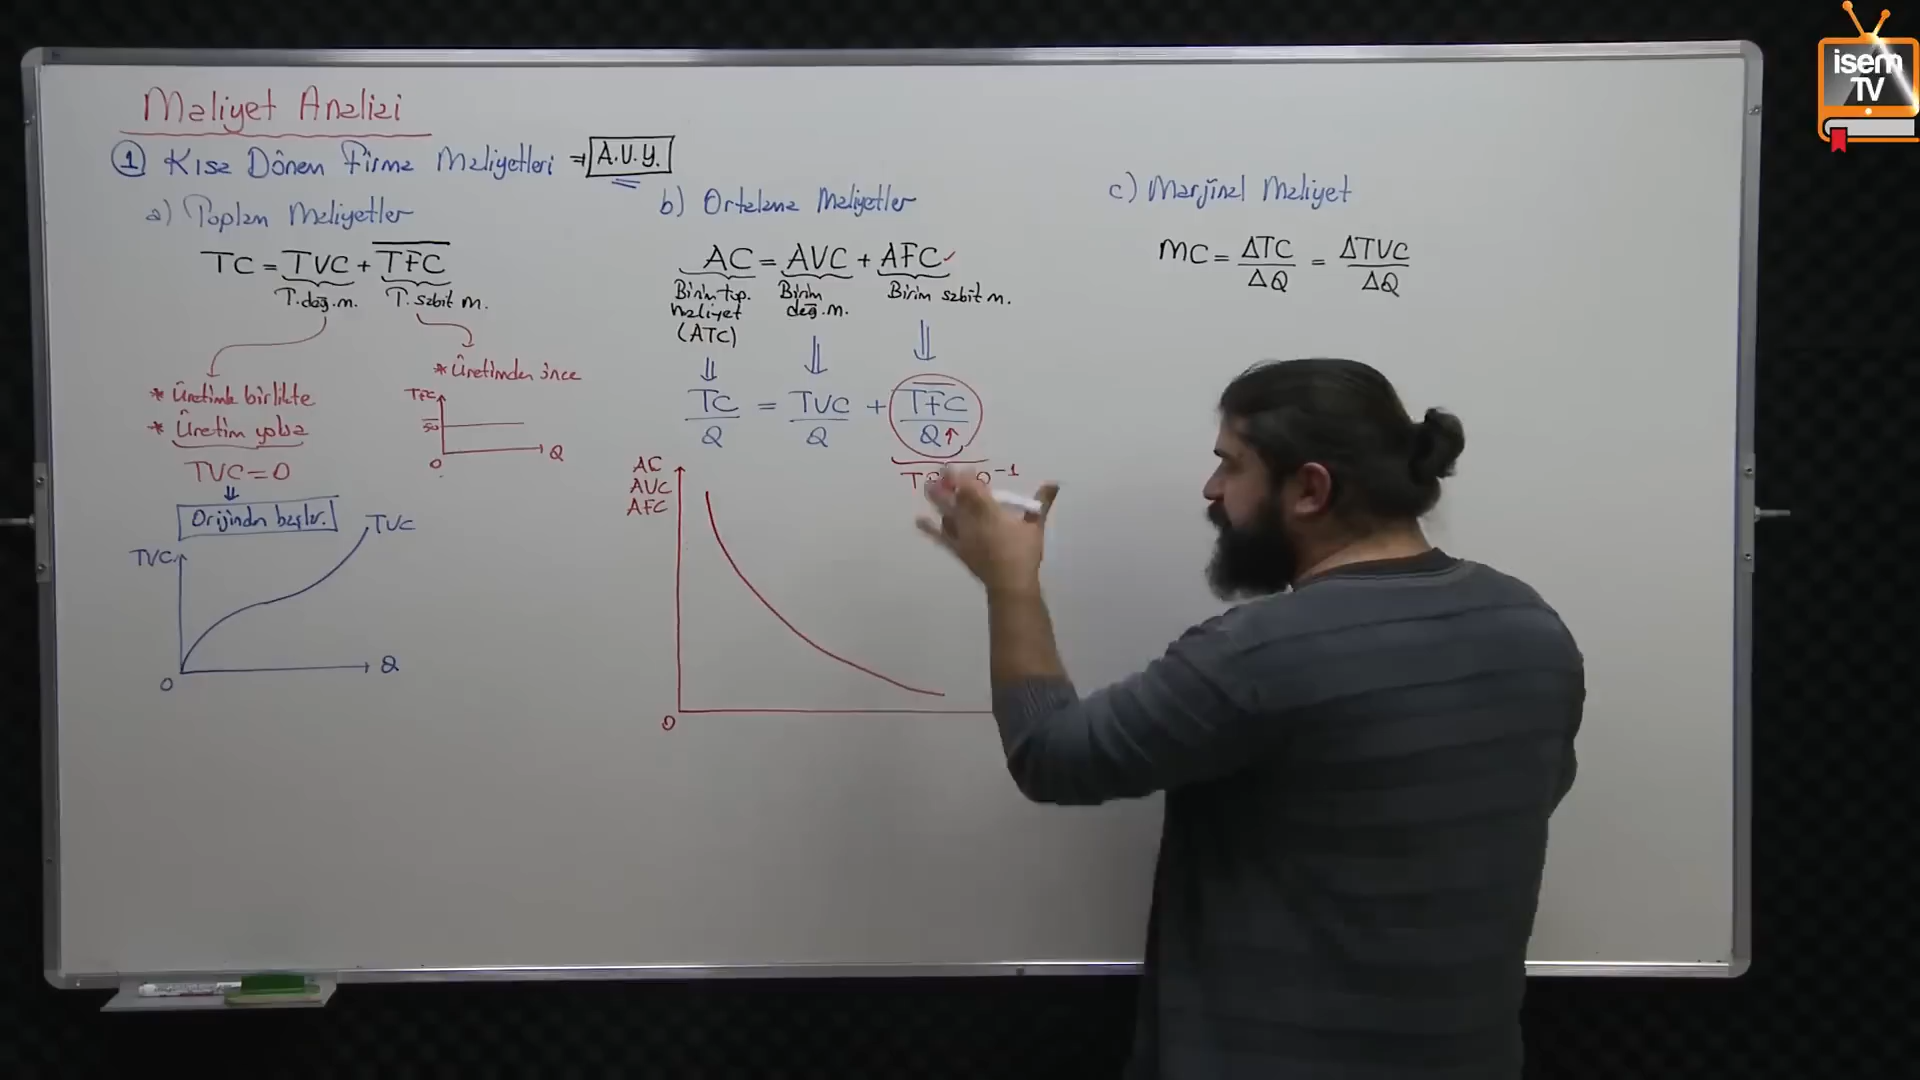 Maliyet Analizi
① Kısa Dönem Firma Maliyetleri ⇒ A.V.Y.
a) Toplam Maliyetler
TC = TVC + TFC
T. değ. m. T. sabit m.
* Üretimle birlikte
* Üretim yoksa
TVC = 0
⇓
Orijinden başlar.
TVC
TVC
0
Q
* Üretimden önce
TFC
50
0
Q
b) Ortalama Maliyetler
AC = AVC + AFC ✓
Birim top. maliyet (ATC)
Birim değ. m.
Birim sabit m.
⇓ ⇓ ⇓
TC/Q = TVC/Q + TFC/Q↑
-1
AC
AVC
AFC
0
c) Marjinal Maliyet
MC = ΔTC/ΔQ = ΔTVC/ΔQ
isem
TV